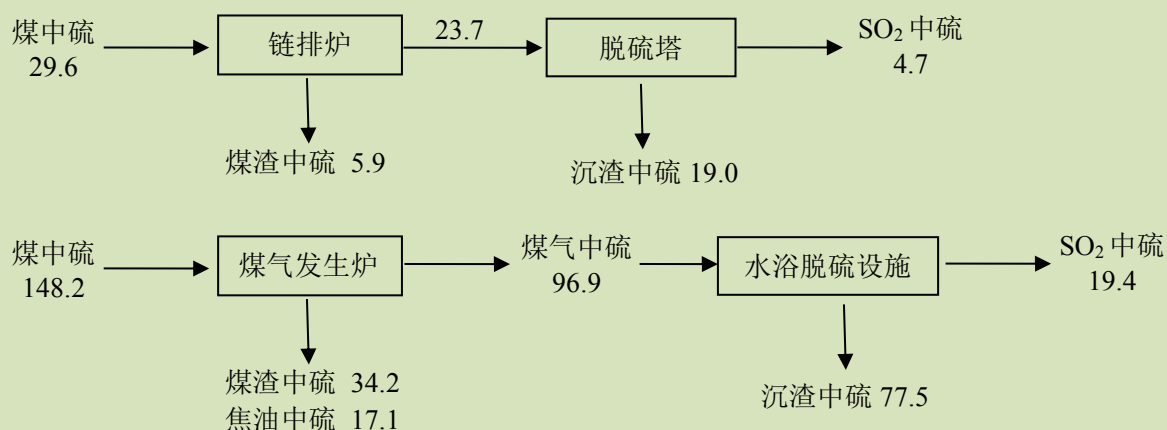 煤中硫
29.6
链排炉
23.7
脱硫塔
SO₂中硫
4.7
煤渣中硫 5.9
沉渣中硫 19.0
煤中硫
148.2
煤气发生炉
煤气中硫
96.9
水浴脱硫设施
SO₂中硫
19.4
煤渣中硫 34.2
焦油中硫 17.1
沉渣中硫 77.5